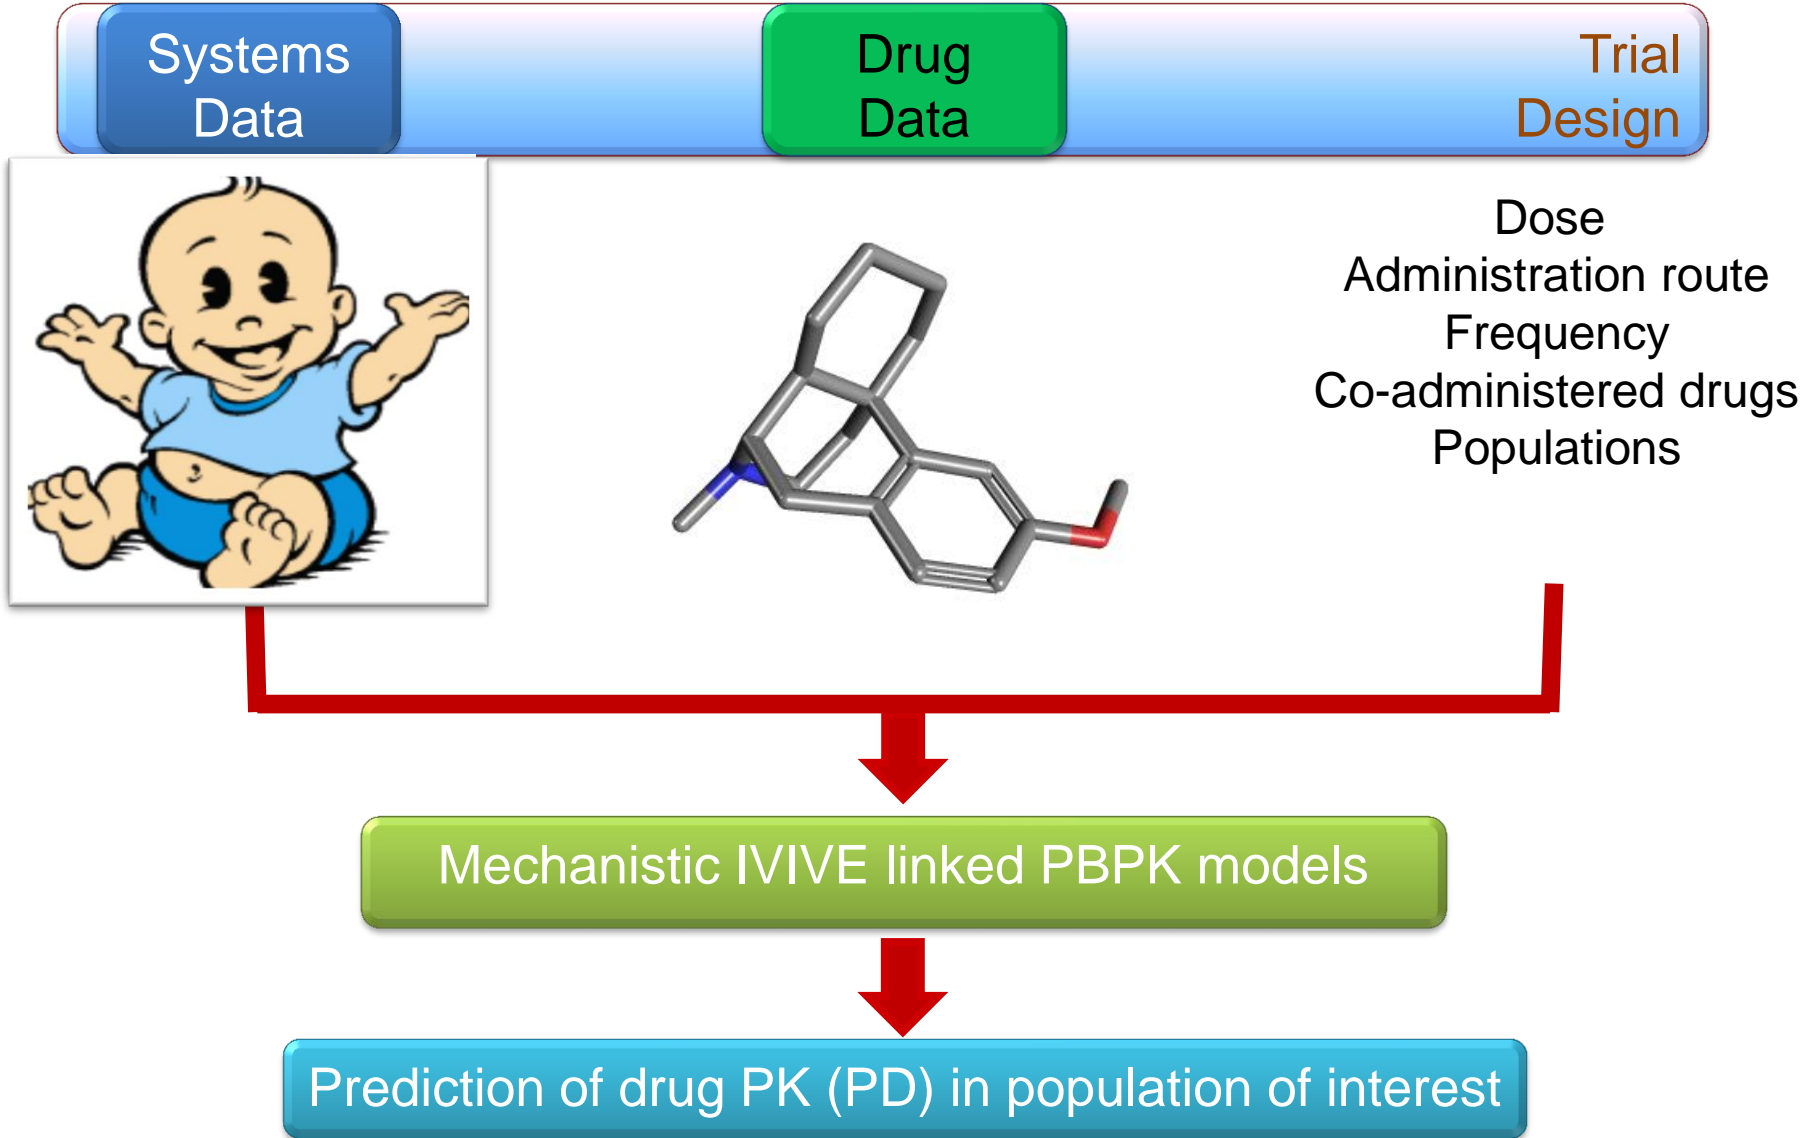 Systems
Data
Drug
Data
Trial
Design
Dose
Administration route
Frequency
Co-administered drugs
Populations
Mechanistic IVIVE linked PBPK models
Prediction of drug PK (PD) in population of interest